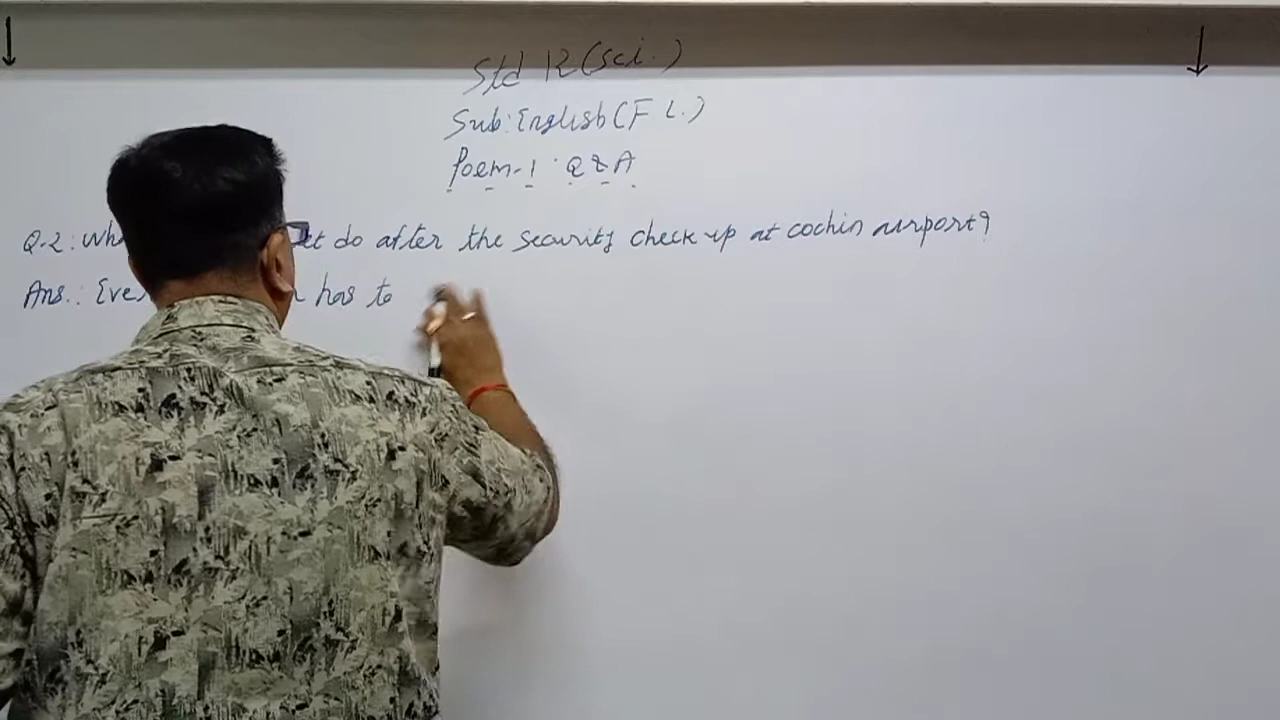 Std 12 (Sci.)
Sub: English (F L.)
Poem-1 : Q & A
Q-2: Wh et do after the security check up at cochin airport?
Ans.: Eve has to